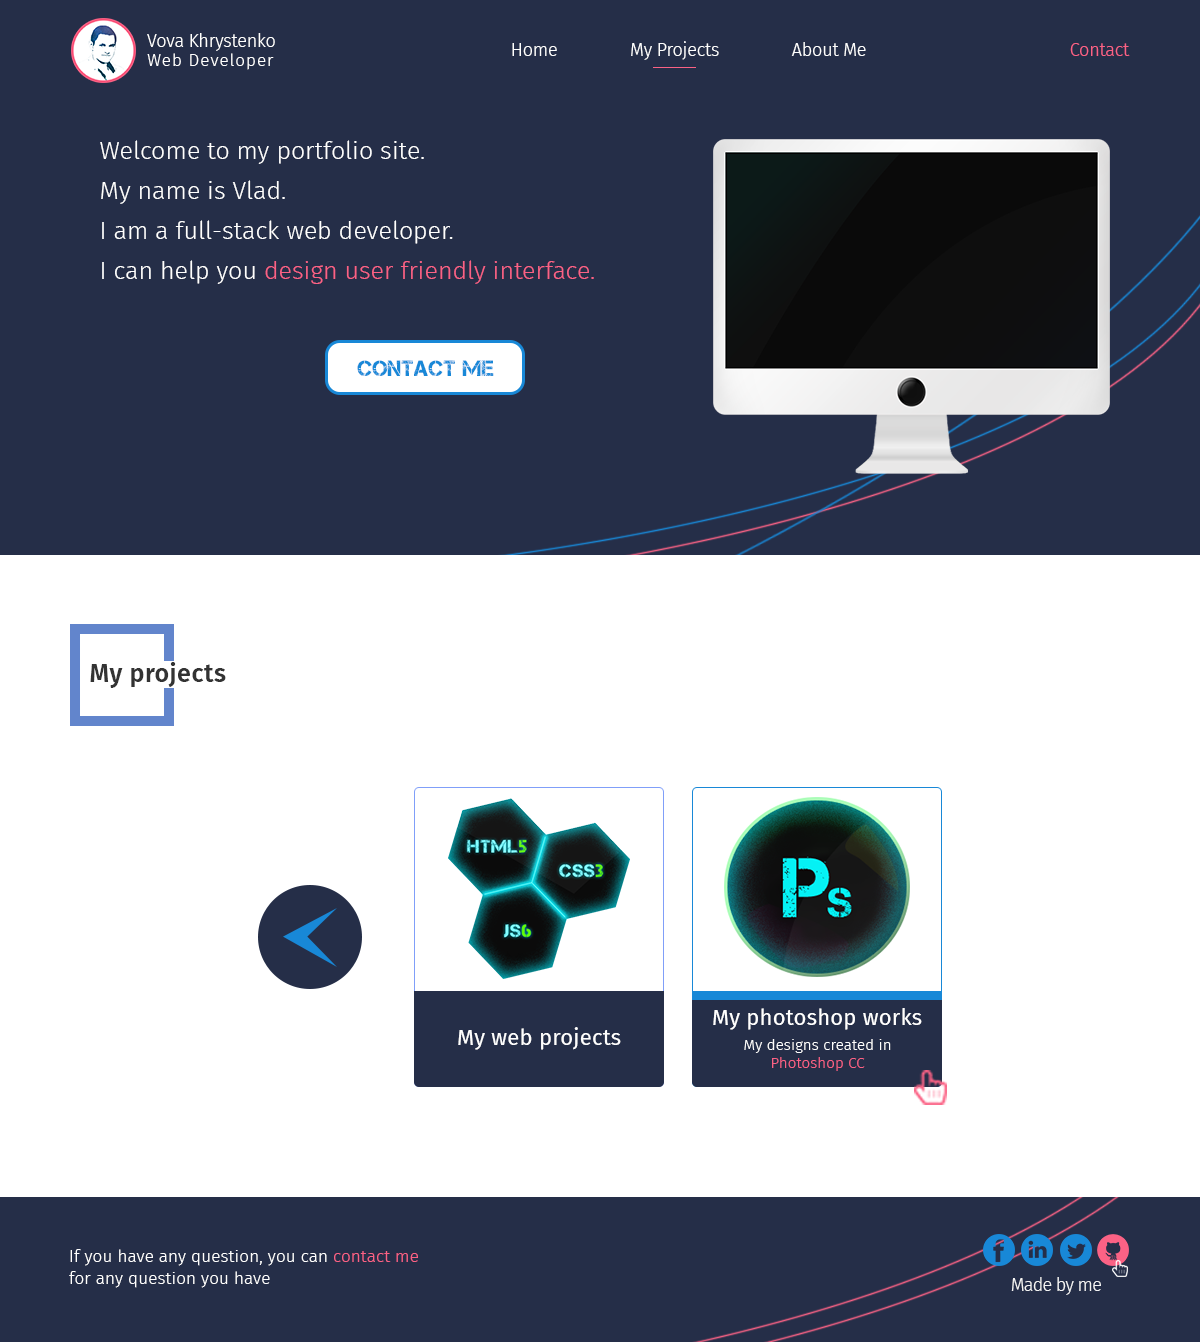 Vova Khrystenko
Web Developer
Home
My Projects
About Me
Contact
Welcome to my portfolio site.
My name is Vlad.
I am a full-stack web developer.
I can help you design user friendly interface.
CONTACT ME
My projects
HTML5
CSS3
JS6
Ps
My web projects
My photoshop works
My designs created in
Photoshop CC
If you have any question, you can contact me
for any question you have
f
in
Made by me